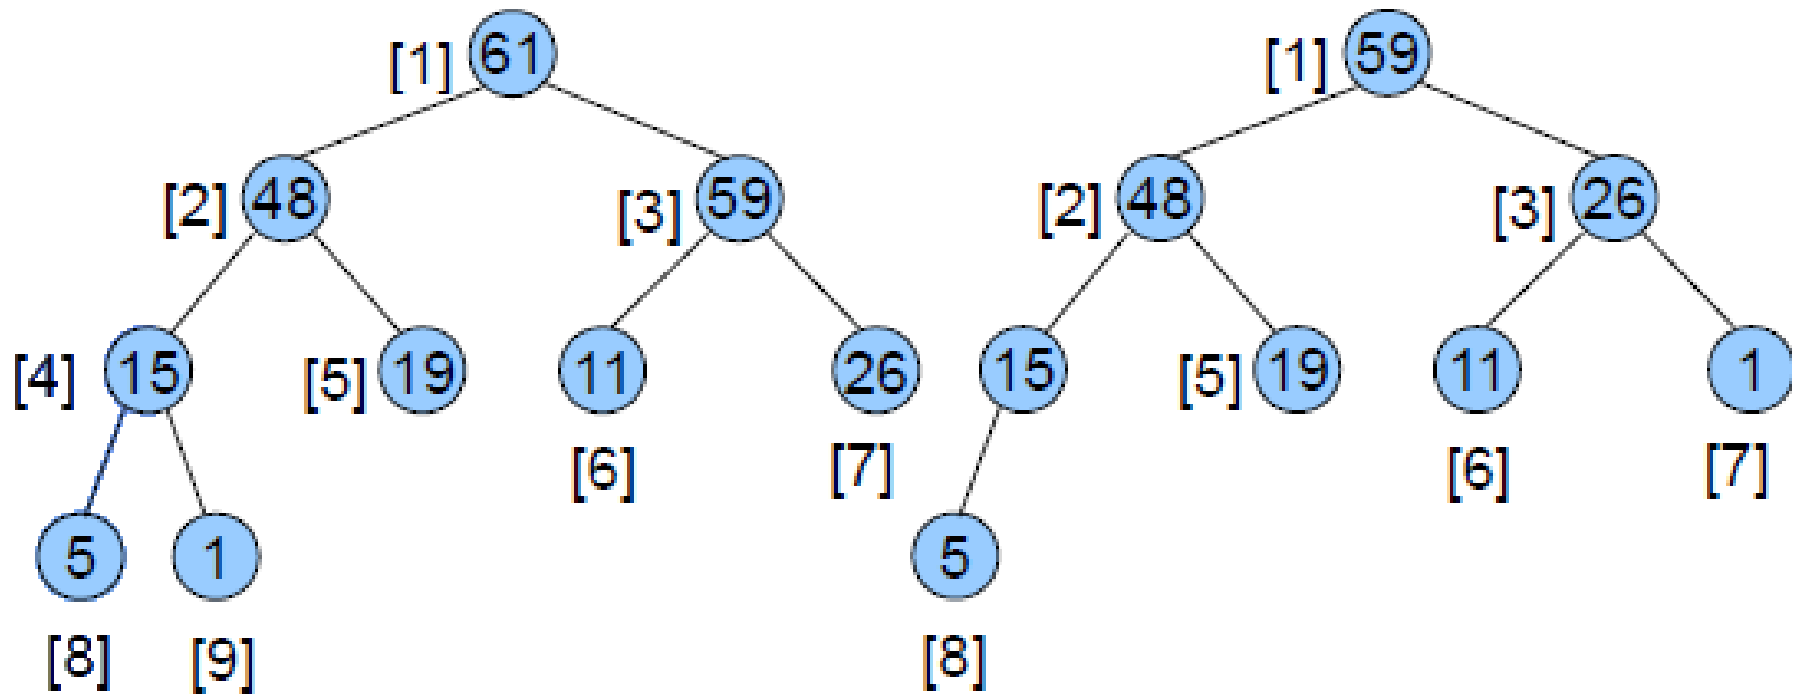 [1] 61 [1] 59
[2] 48 [3] 59 [2] 48 [3] 26
[4] 15 [5] 19 11 26 15 [5] 19 11 1
[6] [7] [6] [7]
5 1 5
[8] [9] [8]